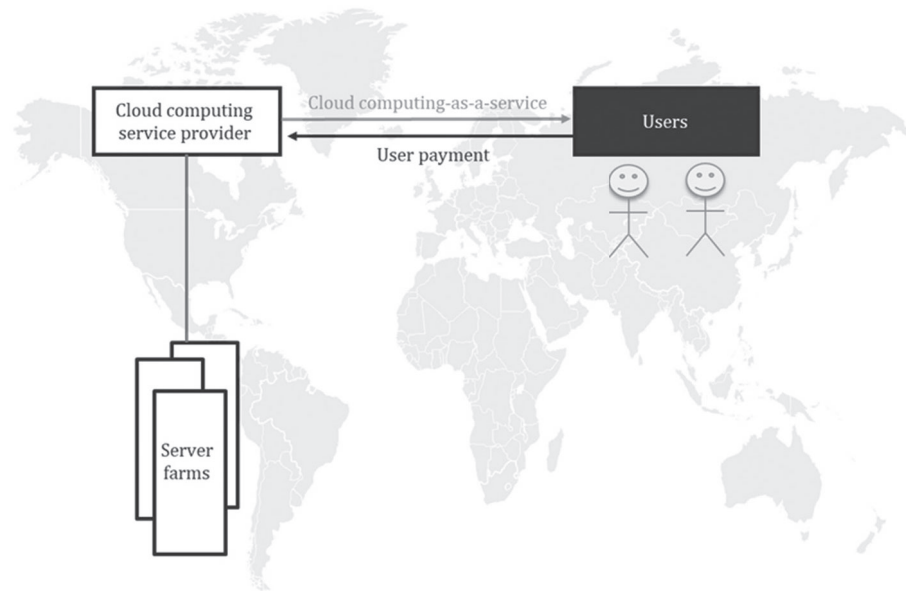 Cloud computing
service provider
Cloud computing-as-a-service
User payment
Users
Server
farms